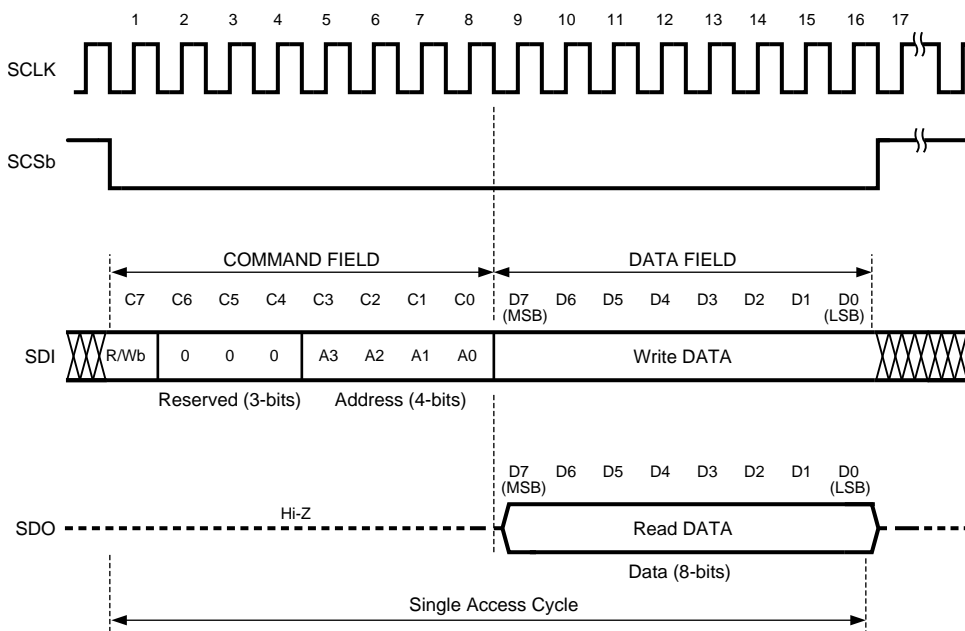 1 2 3 4 5 6 7 8 9 10 11 12 13 14 15 16 17
SCLK
SCSb
COMMAND FIELD DATA FIELD
C7 C6 C5 C4 C3 C2 C1 C0 D7 D6 D5 D4 D3 D2 D1 D0
(MSB) (LSB)
SDI R/Wb 0 0 0 A3 A2 A1 A0 Write DATA
Reserved (3-bits) Address (4-bits)
D7 D6 D5 D4 D3 D2 D1 D0
(MSB) (LSB)
Hi-Z
SDO Read DATA
Data (8-bits)
Single Access Cycle